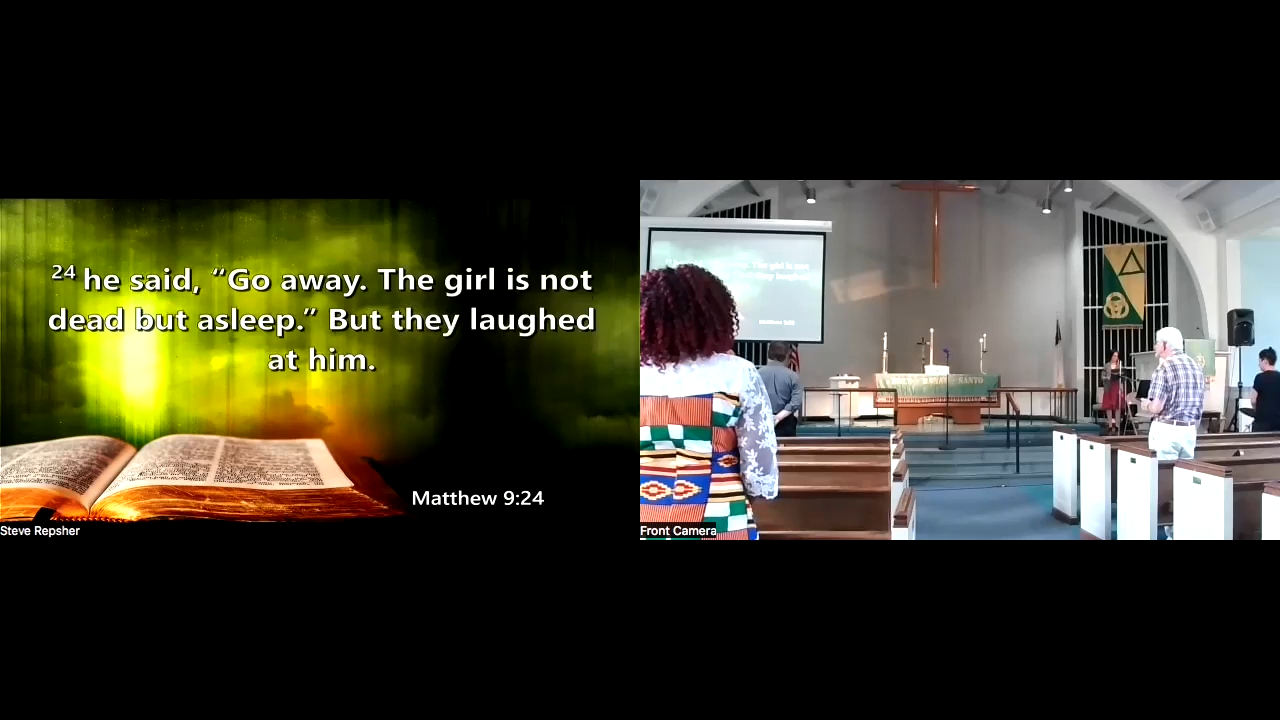 24 he said, “Go away. The girl is not
dead but asleep.” But they laughed
at him.
Matthew 9:24
Steve Repsher
Front Camera